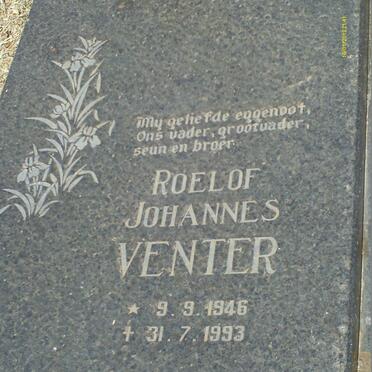 My geliefde eggenoot,
Ons vader, grootvader,
seun en broer
ROELOF
JOHANNES
VENTER
* 9.9.1946
† 31.7.1993